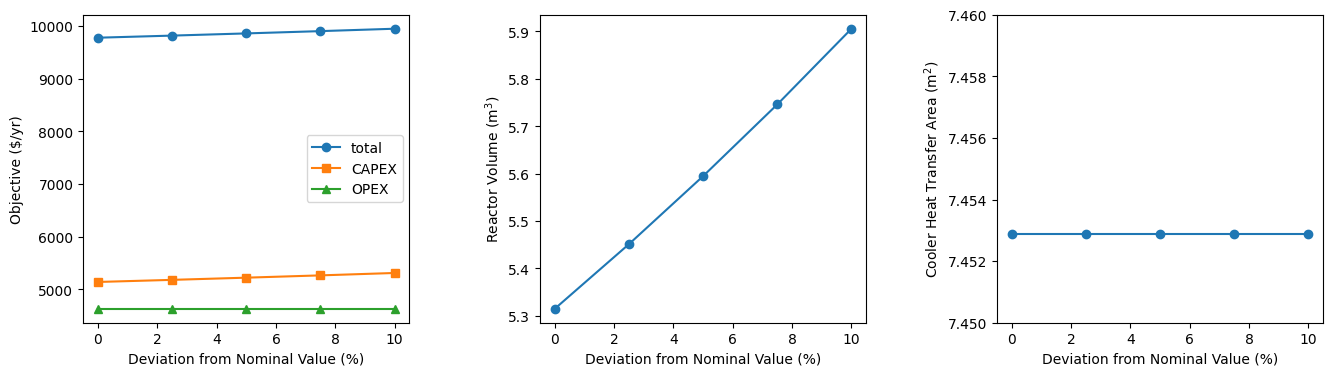 10000
9000
8000
7000
6000
5000
Objective ($/yr)
total
CAPEX
OPEX
0 2 4 6 8 10
Deviation from Nominal Value (%)
5.9
5.8
5.7
5.6
5.5
5.4
5.3
Reactor Volume (m³)
0 2 4 6 8 10
Deviation from Nominal Value (%)
7.460
7.458
7.456
7.454
7.452
7.450
Cooler Heat Transfer Area (m²)
0 2 4 6 8 10
Deviation from Nominal Value (%)